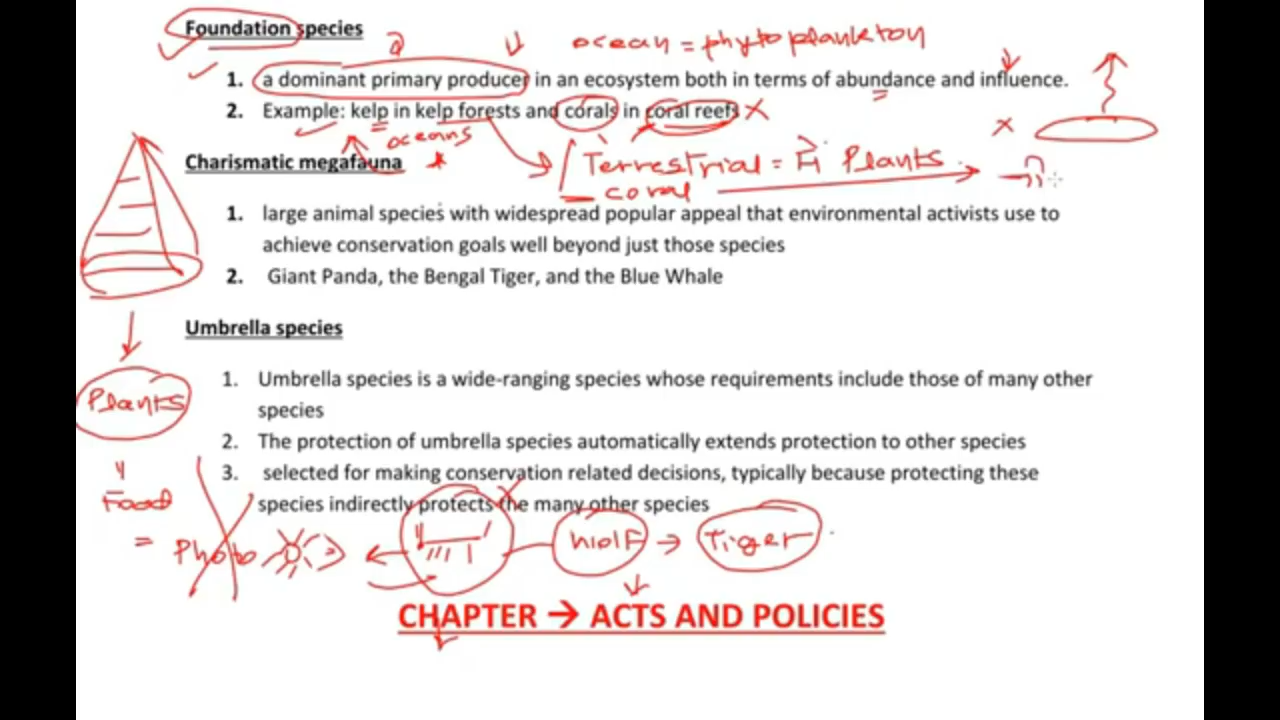 Foundation species
ocean = phytoplankton
1. a dominant primary producer in an ecosystem both in terms of abundance and influence.
2. Example: kelp in kelp forests and corals in coral reefs
oceans
Terrestrial = Plants
Charismatic megafauna
coral
1. large animal species with widespread popular appeal that environmental activists use to
achieve conservation goals well beyond just those species
2. Giant Panda, the Bengal Tiger, and the Blue Whale
Umbrella species
1. Umbrella species is a wide-ranging species whose requirements include those of many other
species
Plants
2. The protection of umbrella species automatically extends protection to other species
3. selected for making conservation related decisions, typically because protecting these
species indirectly protects the many other species
Food
= Photo
wolf → Tiger
CHAPTER → ACTS AND POLICIES